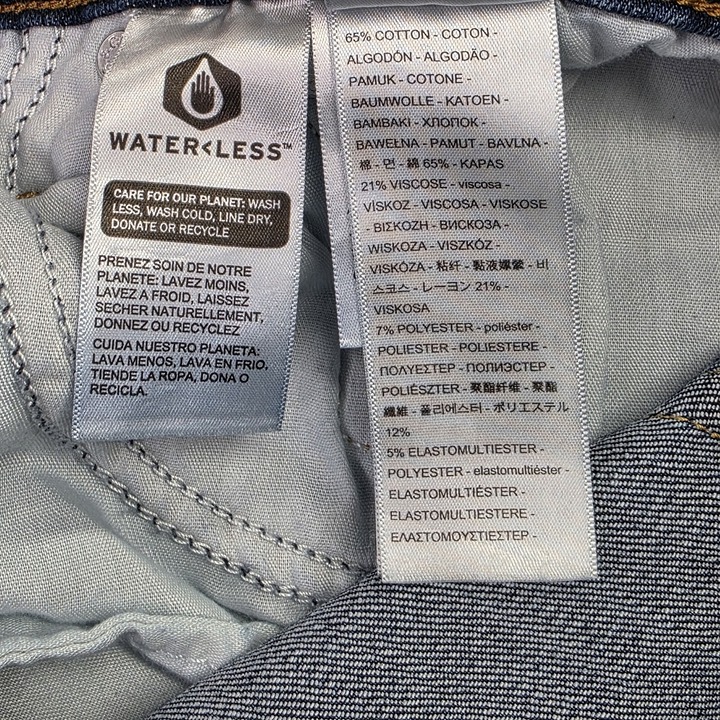 WATER<LESS™
CARE FOR OUR PLANET: WASH
LESS, WASH COLD, LINE DRY,
DONATE OR RECYCLE
PRENEZ SOIN DE NOTRE
PLANETE: LAVEZ MOINS,
LAVEZ A FROID, LAISSEZ
SECHER NATURELLEMENT,
DONNEZ OU RECYCLEZ
CUIDA NUESTRO PLANETA:
LAVA MENOS, LAVA EN FRIO,
TIENDE LA ROPA, DONA O
RECICLA.
65% COTTON - COTON -
ALGODÓN - ALGODÃO -
PAMUK - COTONE -
BAUMWOLLE - KATOEN -
BAMBAKI - ХЛОПОК -
BAWEŁNA - PAMUT - BAVLNA -
棉 - 면 - 綿 65% - KAPAS
21% VISCOSE - viscosa -
VİSKOZ - VISCOSA - VISKOSE
- ΒΙΣΚΟΖΗ - ВИСКОЗА -
WISKOZA - VISZKÓZ -
VISKÓZA - 粘纤 - 黏液嫘縈 - 비
스코스 - レーヨン 21% -
VISKOSA
7% POLYESTER - poliéster -
POLIESTER - POLIESTERE -
ΠΟΛΥΕΣΤΕΡ - ПОЛИЭСТЕР -
POLIÉSZTER - 聚酯纤维 - 聚酯
纖維 - 폴리에스터 - ポリエステル
12%
5% ELASTOMULTIESTER -
POLYESTER - elastomultiéster -
ELASTOMULTIÉSTER -
ELASTOMULTIESTERE -
ΕΛΑΣΤΟΜΟΥΣΤΙΕΣΤΕΡ -